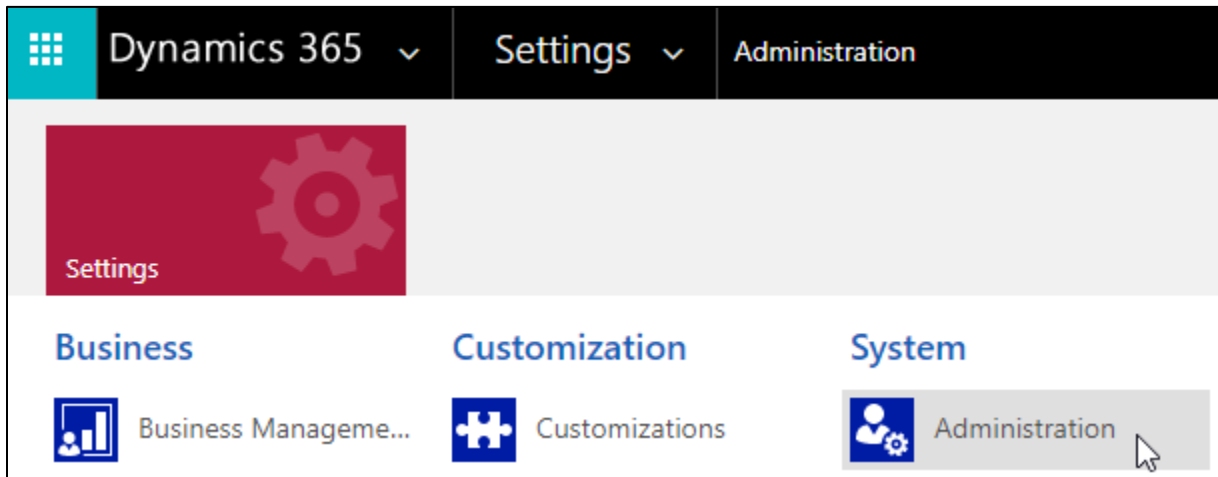 Dynamics 365 Settings Administration
Settings
Business Customization System
Business Manageme... Customizations Administration